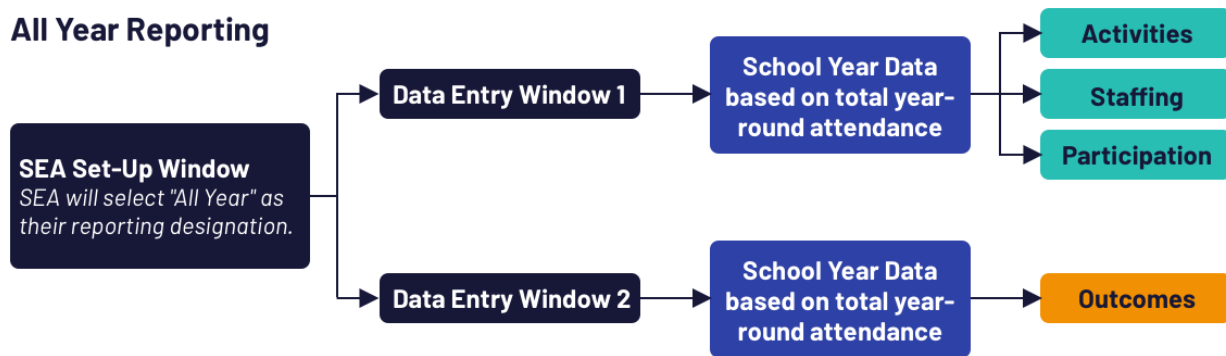 All Year Reporting
SEA Set-Up Window
SEA will select "All Year" as
their reporting designation.
Data Entry Window 1
School Year Data
based on total year-
round attendance
Activities
Staffing
Participation
Data Entry Window 2
School Year Data
based on total year-
round attendance
Outcomes